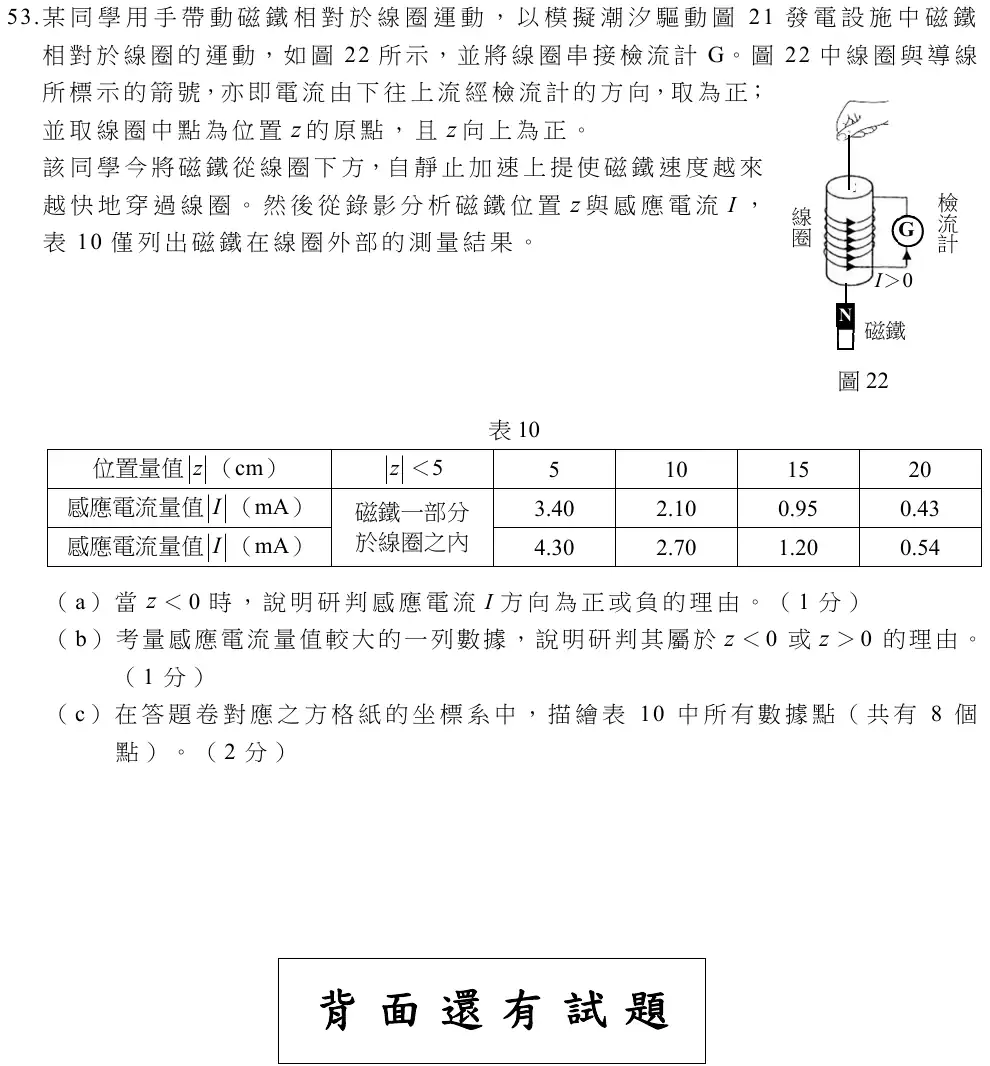 53.某同學用手帶動磁鐵相對於線圈運動，以模擬潮汐驅動圖 21 發電設施中磁鐵
相對於線圈的運動，如圖 22 所示，並將線圈串接檢流計 G。圖 22 中線圈與導線
所標示的箭號，亦即電流由下往上流經檢流計的方向，取為正；
並取線圈中點為位置 z 的原點，且 z 向上為正。
該同學今將磁鐵從線圈下方，自靜止加速上提使磁鐵速度越來
越快地穿過線圈。然後從錄影分析磁鐵位置 z 與感應電流 I，
表 10 僅列出磁鐵在線圈外部的測量結果。
線圈
G
檢流計
I＞0
N
磁鐵
圖 22
表 10
位置量值|z|（cm） |z|＜5 5 10 15 20
感應電流量值|I|（mA） 磁鐵一部分 3.40 2.10 0.95 0.43
感應電流量值|I|（mA） 於線圈之內 4.30 2.70 1.20 0.54
（a）當 z＜0 時，說明研判感應電流 I 方向為正或負的理由。（1 分）
（b）考量感應電流量值較大的一列數據，說明研判其屬於 z＜0 或 z＞0 的理由。
（1 分）
（c）在答題卷對應之方格紙的坐標系中，描繪表 10 中所有數據點（共有 8 個
點）。（2 分）
背面還有試題